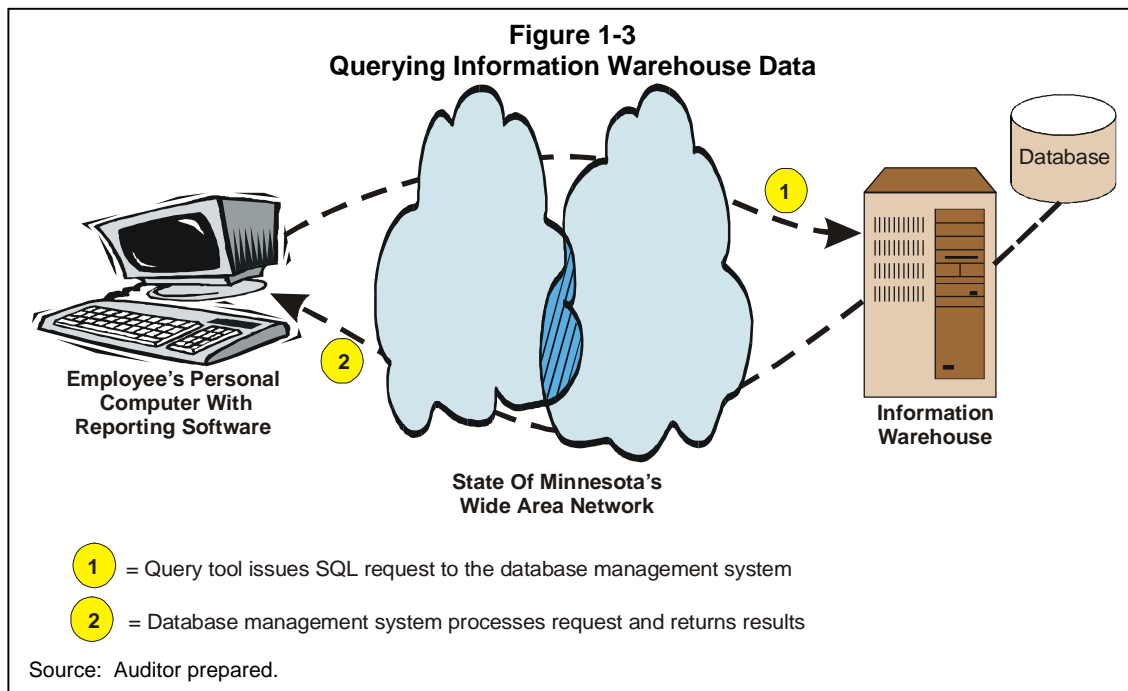 Figure 1-3
Querying Information Warehouse Data
Database
1
2
Employee's Personal
Computer With
Reporting Software
Information
Warehouse
State Of Minnesota's
Wide Area Network
1 = Query tool issues SQL request to the database management system
2 = Database management system processes request and returns results
Source: Auditor prepared.